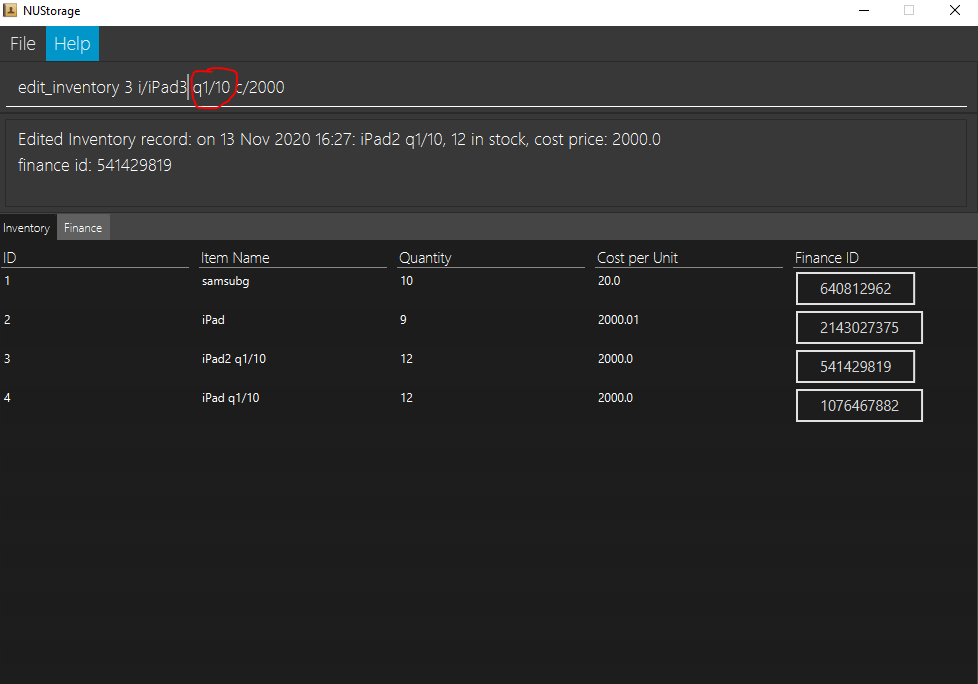 NUStorage
File Help
edit_inventory 3 i/iPad3 q1/10 c/2000
Edited Inventory record: on 13 Nov 2020 16:27: iPad2 q1/10, 12 in stock, cost price: 2000.0
finance id: 541429819
Inventory Finance
ID Item Name Quantity Cost per Unit Finance ID
1 samsubg 10 20.0 640812962
2 iPad 9 2000.01 2143027375
3 iPad2 q1/10 12 2000.0 541429819
4 iPad q1/10 12 2000.0 1076467882